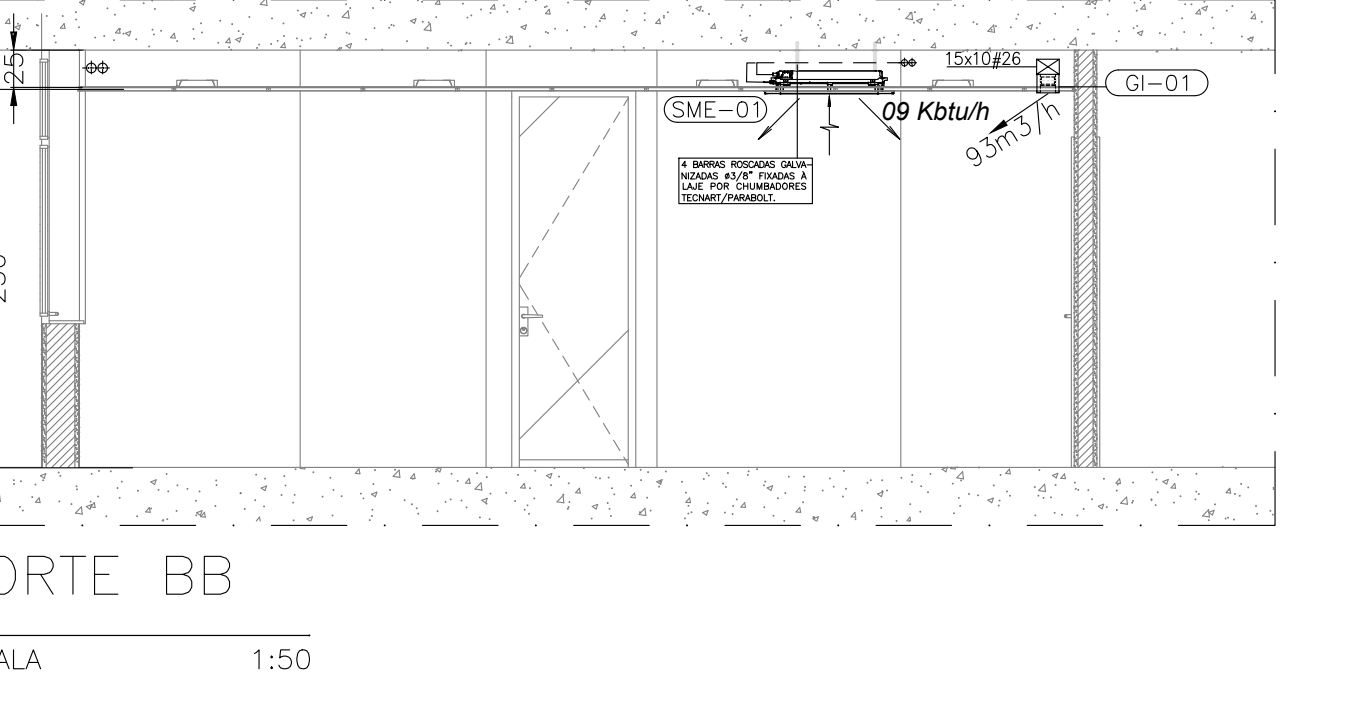 25
15x10#26
GI-01
SME-01
09 Kbtu/h
93m3/h
4 BARRAS ROSCADAS GALVA-
NIZADAS ø3/8" FIXADAS À
LAJE POR CHUMBADORES
TECNART/PARABOLT.
ORTE BB
ALA 1:50